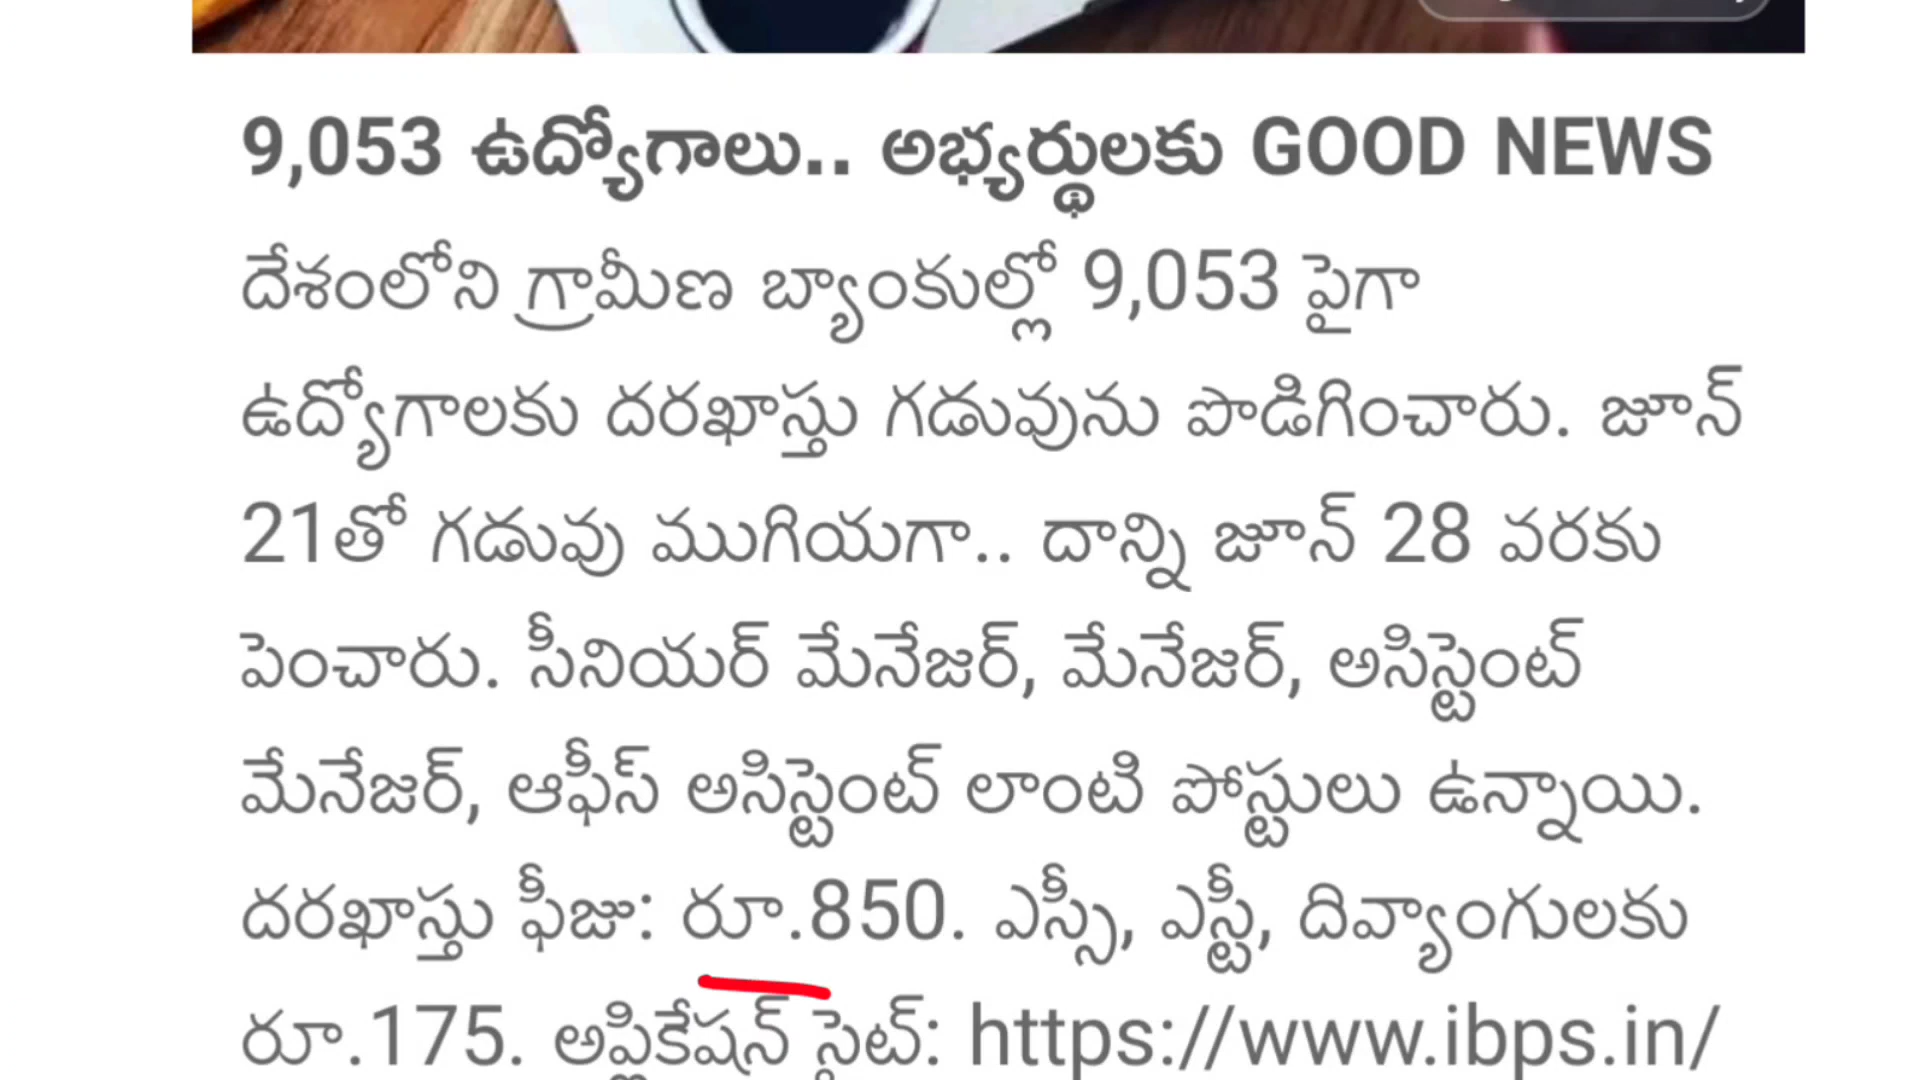 9,053 ఉద్యోగాలు.. అభ్యర్థులకు GOOD NEWS
దేశంలోని గ్రామీణ బ్యాంకుల్లో 9,053 పైగా
ఉద్యోగాలకు దరఖాస్తు గడువును పొడిగించారు. జూన్
21తో గడువు ముగియగా.. దాన్ని జూన్ 28 వరకు
పెంచారు. సీనియర్ మేనేజర్, మేనేజర్, అసిస్టెంట్
మేనేజర్, ఆఫీస్ అసిస్టెంట్ లాంటి పోస్టులు ఉన్నాయి.
దరఖాస్తు ఫీజు: రూ.850. ఎస్సీ, ఎస్టీ, దివ్యాంగులకు
రూ.175. అప్లికేషన్ సైట్: https://www.ibps.in/